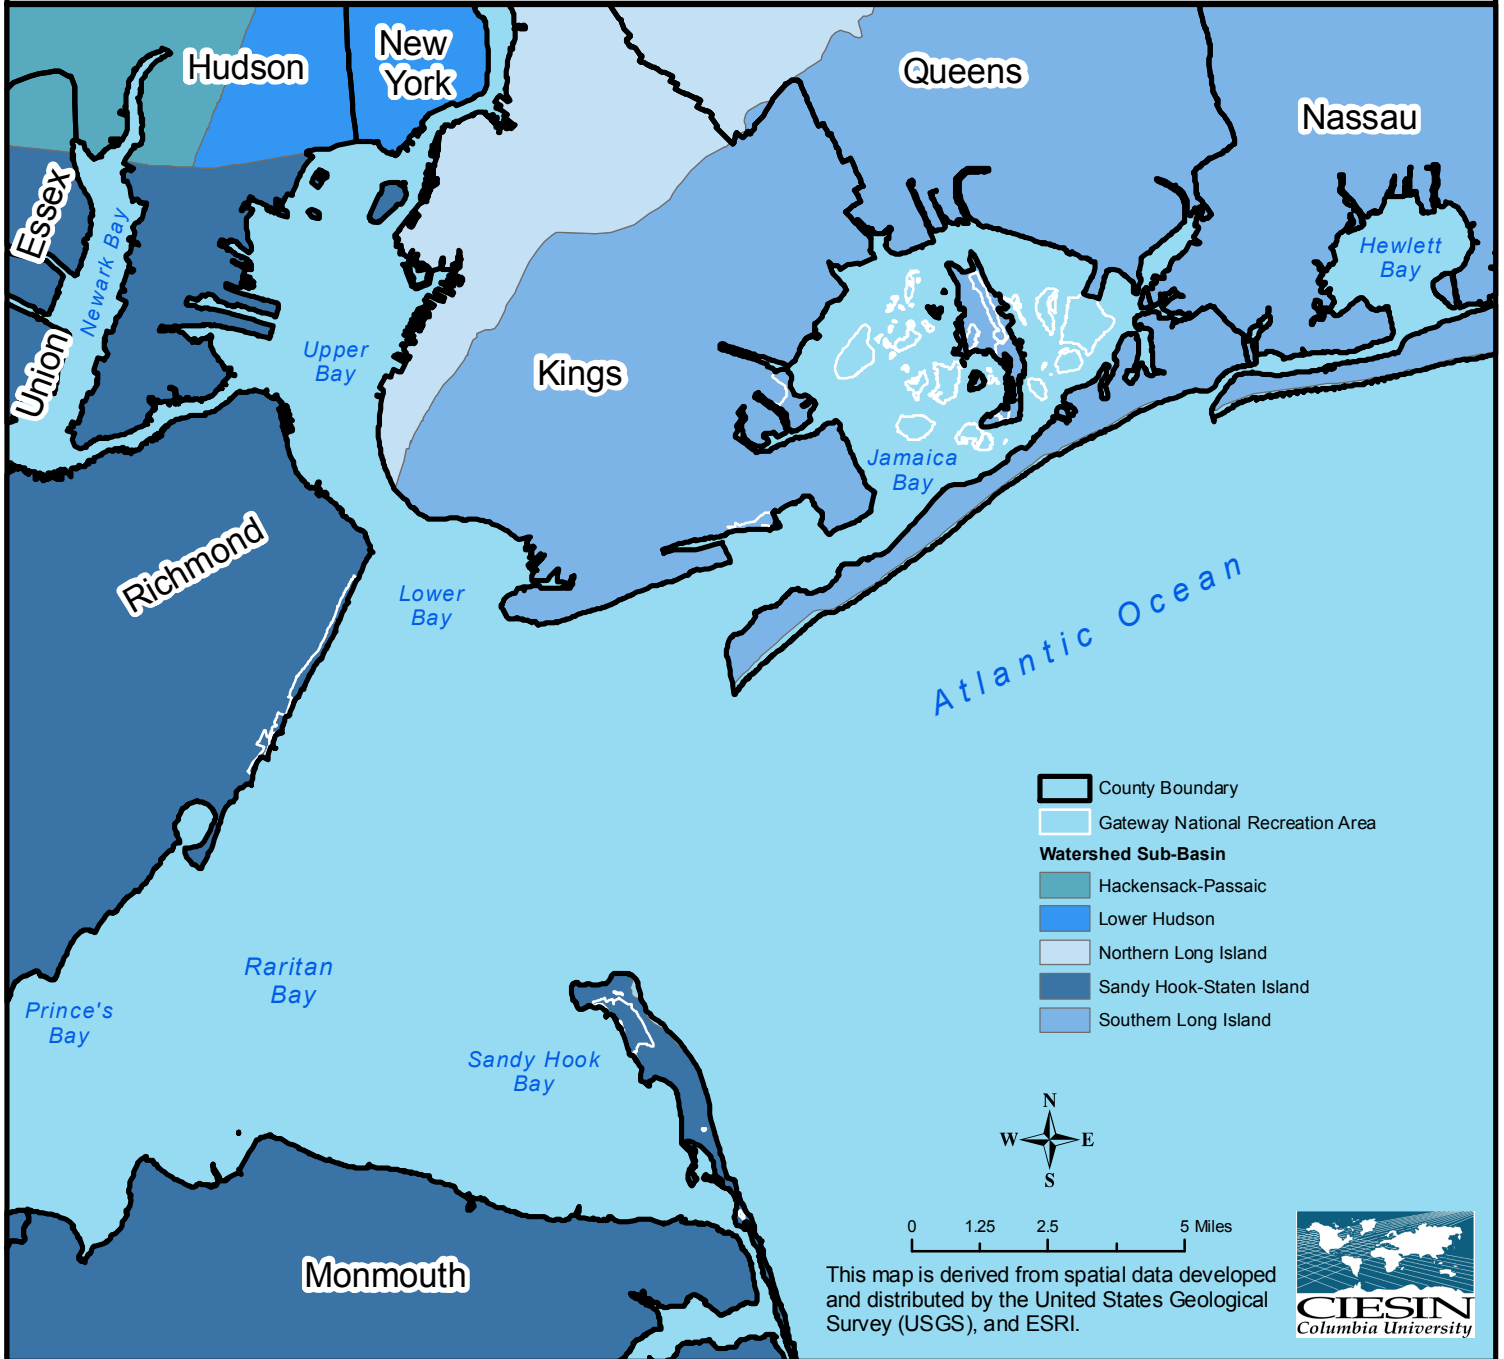 Hudson
New
York
Queens
Nassau
Essex
Newark Bay
Hewlett
Bay
Union
Upper
Bay
Kings
Jamaica
Bay
Richmond
Lower
Bay
Atlantic Ocean
County Boundary
Gateway National Recreation Area
Watershed Sub-Basin
Hackensack-Passaic
Lower Hudson
Northern Long Island
Sandy Hook-Staten Island
Southern Long Island
Raritan
Bay
Prince's
Bay
Sandy Hook
Bay
N
W E
S
0 1.25 2.5 5 Miles
Monmouth
This map is derived from spatial data developed
and distributed by the United States Geological
Survey (USGS), and ESRI.
CIESIN
Columbia University